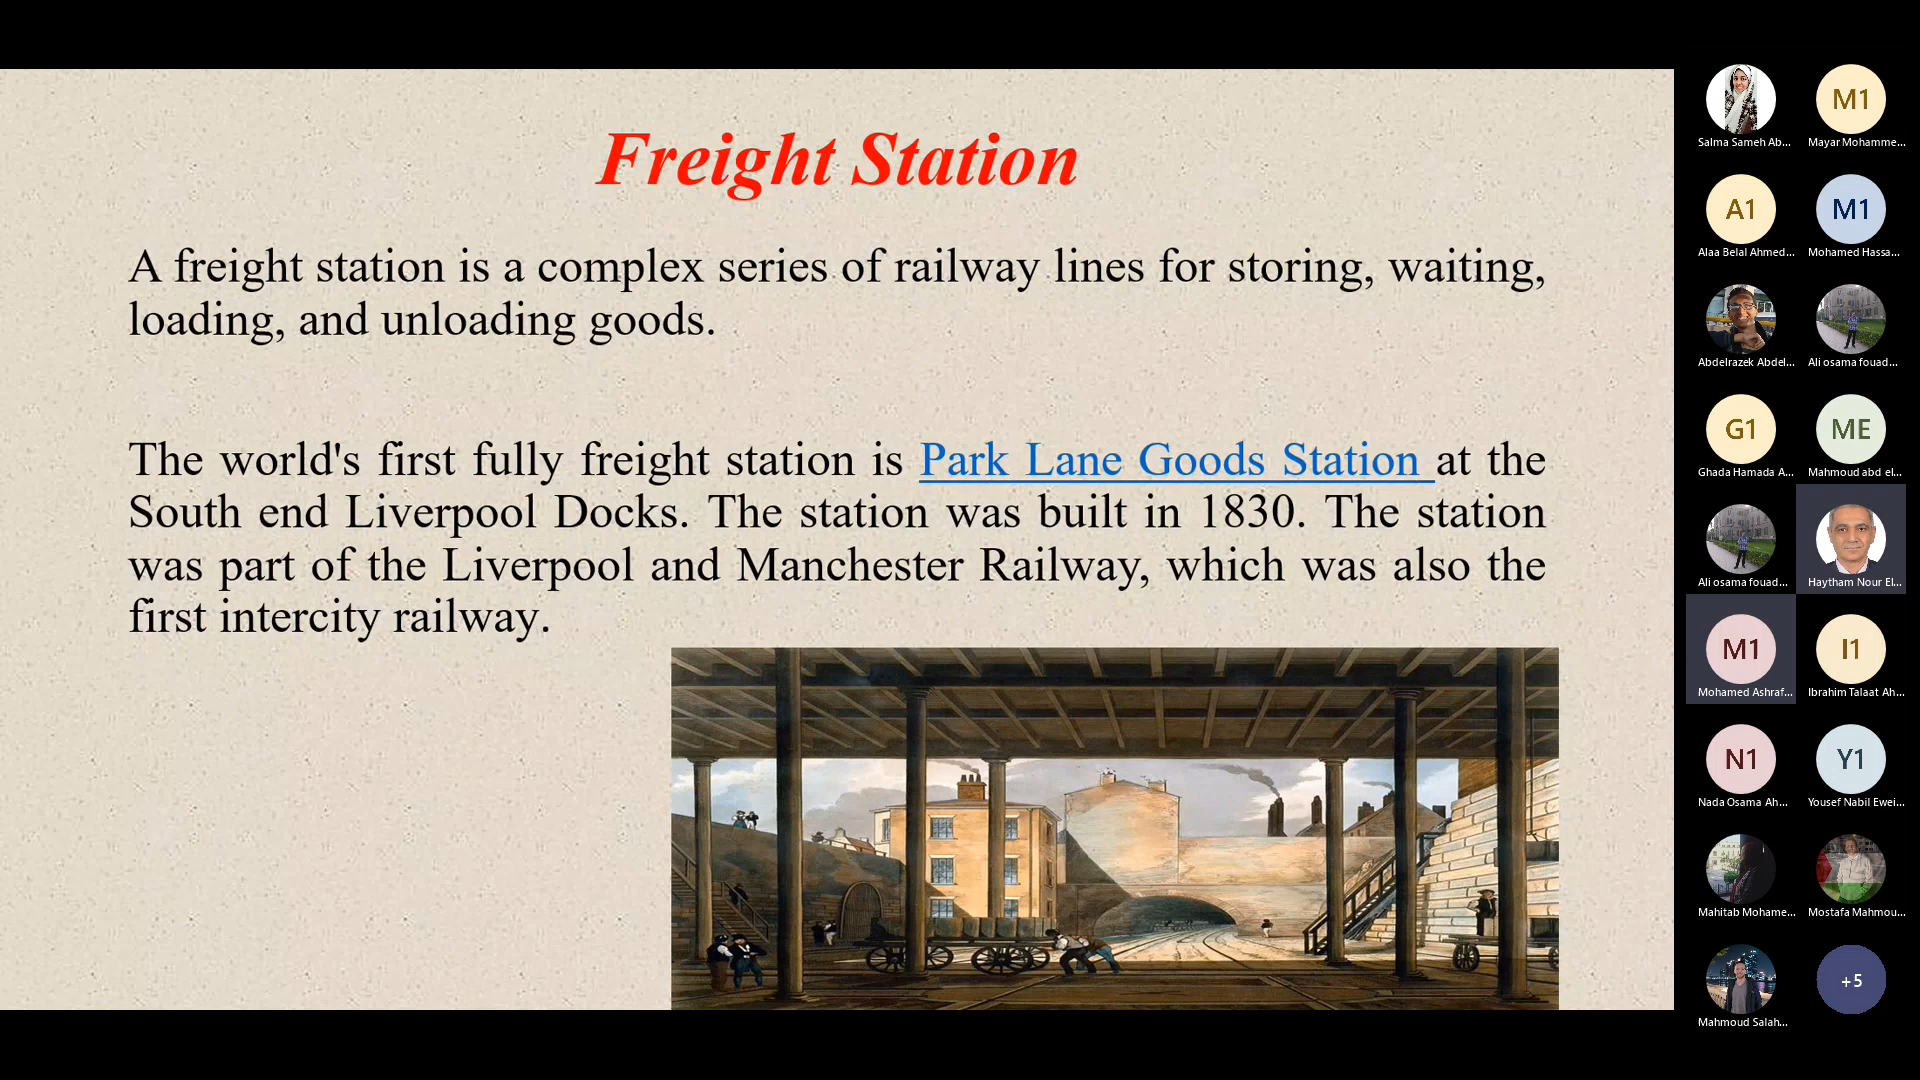 Freight Station
A freight station is a complex series of railway lines for storing, waiting,
loading, and unloading goods.
The world's first fully freight station is Park Lane Goods Station at the
South end Liverpool Docks. The station was built in 1830. The station
was part of the Liverpool and Manchester Railway, which was also the
first intercity railway.
M1
Salma Sameh Ab...
Mayar Mohamme...
A1
M1
Alaa Belal Ahmed...
Mohamed Hassa...
Abdelrazek Abdel...
Ali osama fouad...
G1
ME
Ghada Hamada A...
Mahmoud abd el...
Ali osama fouad...
Haytham Nour El...
M1
I1
Mohamed Ashraf...
Ibrahim Talaat Ah...
N1
Y1
Nada Osama Ah...
Yousef Nabil Ewei...
Mahitab Mohame...
Mostafa Mahmou...
+5
Mahmoud Salah...